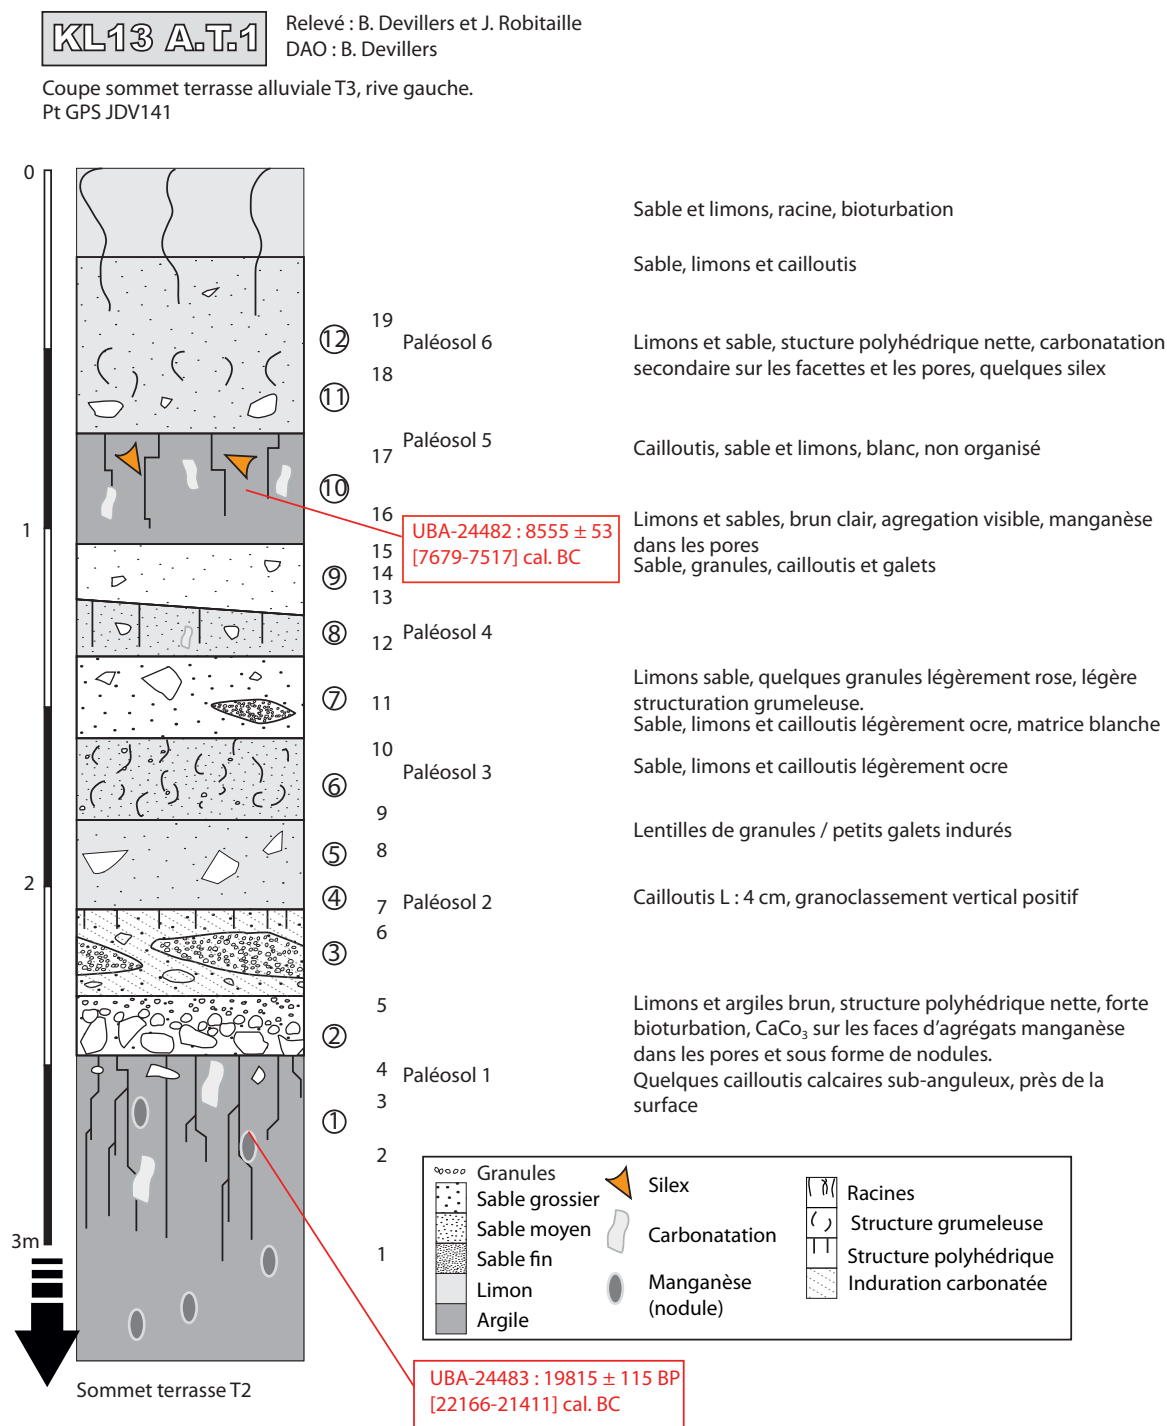 KL13 A.T.1
Relevé : B. Devillers et J. Robitaille
DAO : B. Devillers
Coupe sommet terrasse alluviale T3, rive gauche.
Pt GPS JDV141
0
Sable et limons, racine, bioturbation
Sable, limons et cailloutis
19
12
Paléosol 6
Limons et sable, stucture polyhédrique nette, carbonatation
secondaire sur les facettes et les pores, quelques silex
18
11
Paléosol 5
Cailloutis, sable et limons, blanc, non organisé
17
10
16
1
UBA-24482 : 8555 ± 53
[7679-7517] cal. BC
Limons et sables, brun clair, agregation visible, manganèse
dans les pores
Sable, granules, cailloutis et galets
15
14
9
13
8
12
Paléosol 4
Limons sable, quelques granules légèrement rose, légère
structuration grumeleuse.
7
11
Sable, limons et cailloutis légèrement ocre, matrice blanche
10
Paléosol 3
Sable, limons et cailloutis légèrement ocre
6
9
Lentilles de granules / petits galets indurés
5
8
2
4
7
Paléosol 2
Cailloutis L : 4 cm, granoclassement vertical positif
6
3
5
Limons et argiles brun, structure polyhédrique nette, forte
bioturbation, CaCo3 sur les faces d'agrégats manganèse
dans les pores et sous forme de nodules.
2
4
Paléosol 1
Quelques cailloutis calcaires sub-anguleux, près de la
surface
3
1
2
3m
1
Granules
Sable grossier
Sable moyen
Sable fin
Limon
Argile
Silex
Carbonatation
Manganèse
(nodule)
Racines
Structure grumeleuse
Structure polyhédrique
Induration carbonatée
Sommet terrasse T2
UBA-24483 : 19815 ± 115 BP
[22166-21411] cal. BC